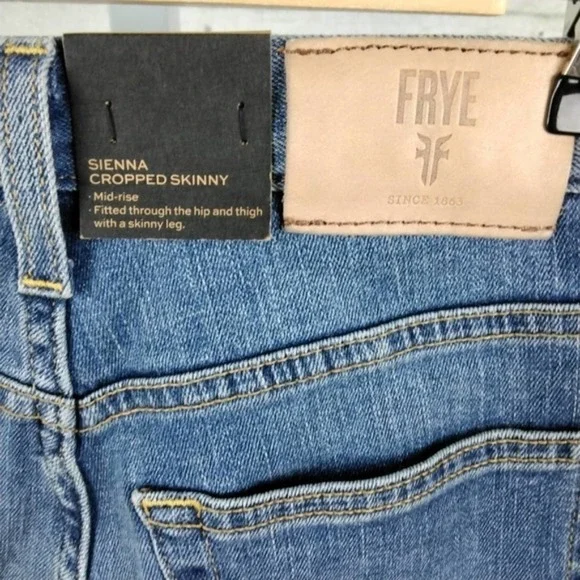 SIENNA
CROPPED SKINNY
· Mid-rise
· Fitted through the hip and thigh
with a skinny leg.
FRYE
SINCE 1863